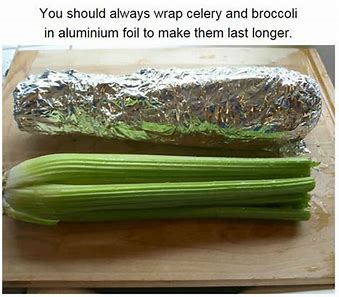 You should always wrap celery and broccoli
in aluminium foil to make them last longer.